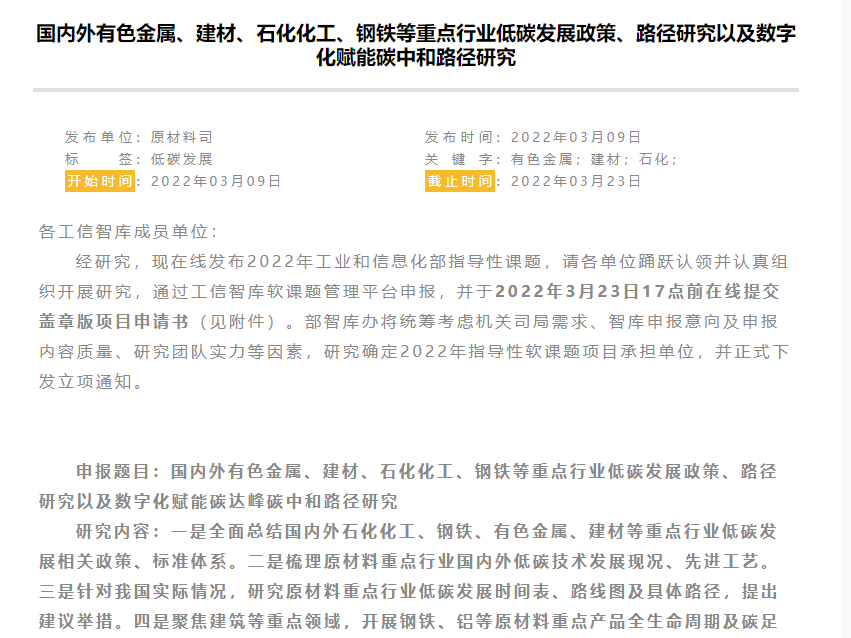 国内外有色金属、建材、石化化工、钢铁等重点行业低碳发展政策、路径研究以及数字
化赋能碳中和路径研究
发布单位：原材料司
发布时间：2022年03月09日
标 签：低碳发展
关 键 字：有色金属；建材；石化；
开始时间：2022年03月09日
截止时间：2022年03月23日
各工信智库成员单位：
经研究，现在线发布2022年工业和信息化部指导性课题，请各单位踊跃认领并认真组
织开展研究，通过工信智库软课题管理平台申报，并于2022年3月23日17点前在线提交
盖章版项目申请书（见附件）。部智库办将统筹考虑机关司局需求、智库申报意向及申报
内容质量、研究团队实力等因素，研究确定2022年指导性软课题项目承担单位，并正式下
发立项通知。
申报题目：国内外有色金属、建材、石化化工、钢铁等重点行业低碳发展政策、路径
研究以及数字化赋能碳达峰碳中和路径研究
研究内容：一是全面总结国内外石化化工、钢铁、有色金属、建材等重点行业低碳发
展相关政策、标准体系。二是梳理原材料重点行业国内外低碳技术发展现况、先进工艺。
三是针对我国实际情况，研究原材料重点行业低碳发展时间表、路线图及具体路径，提出
建议举措。四是聚焦建筑等重点领域，开展钢铁、铝等原材料重点产品全生命周期及碳足